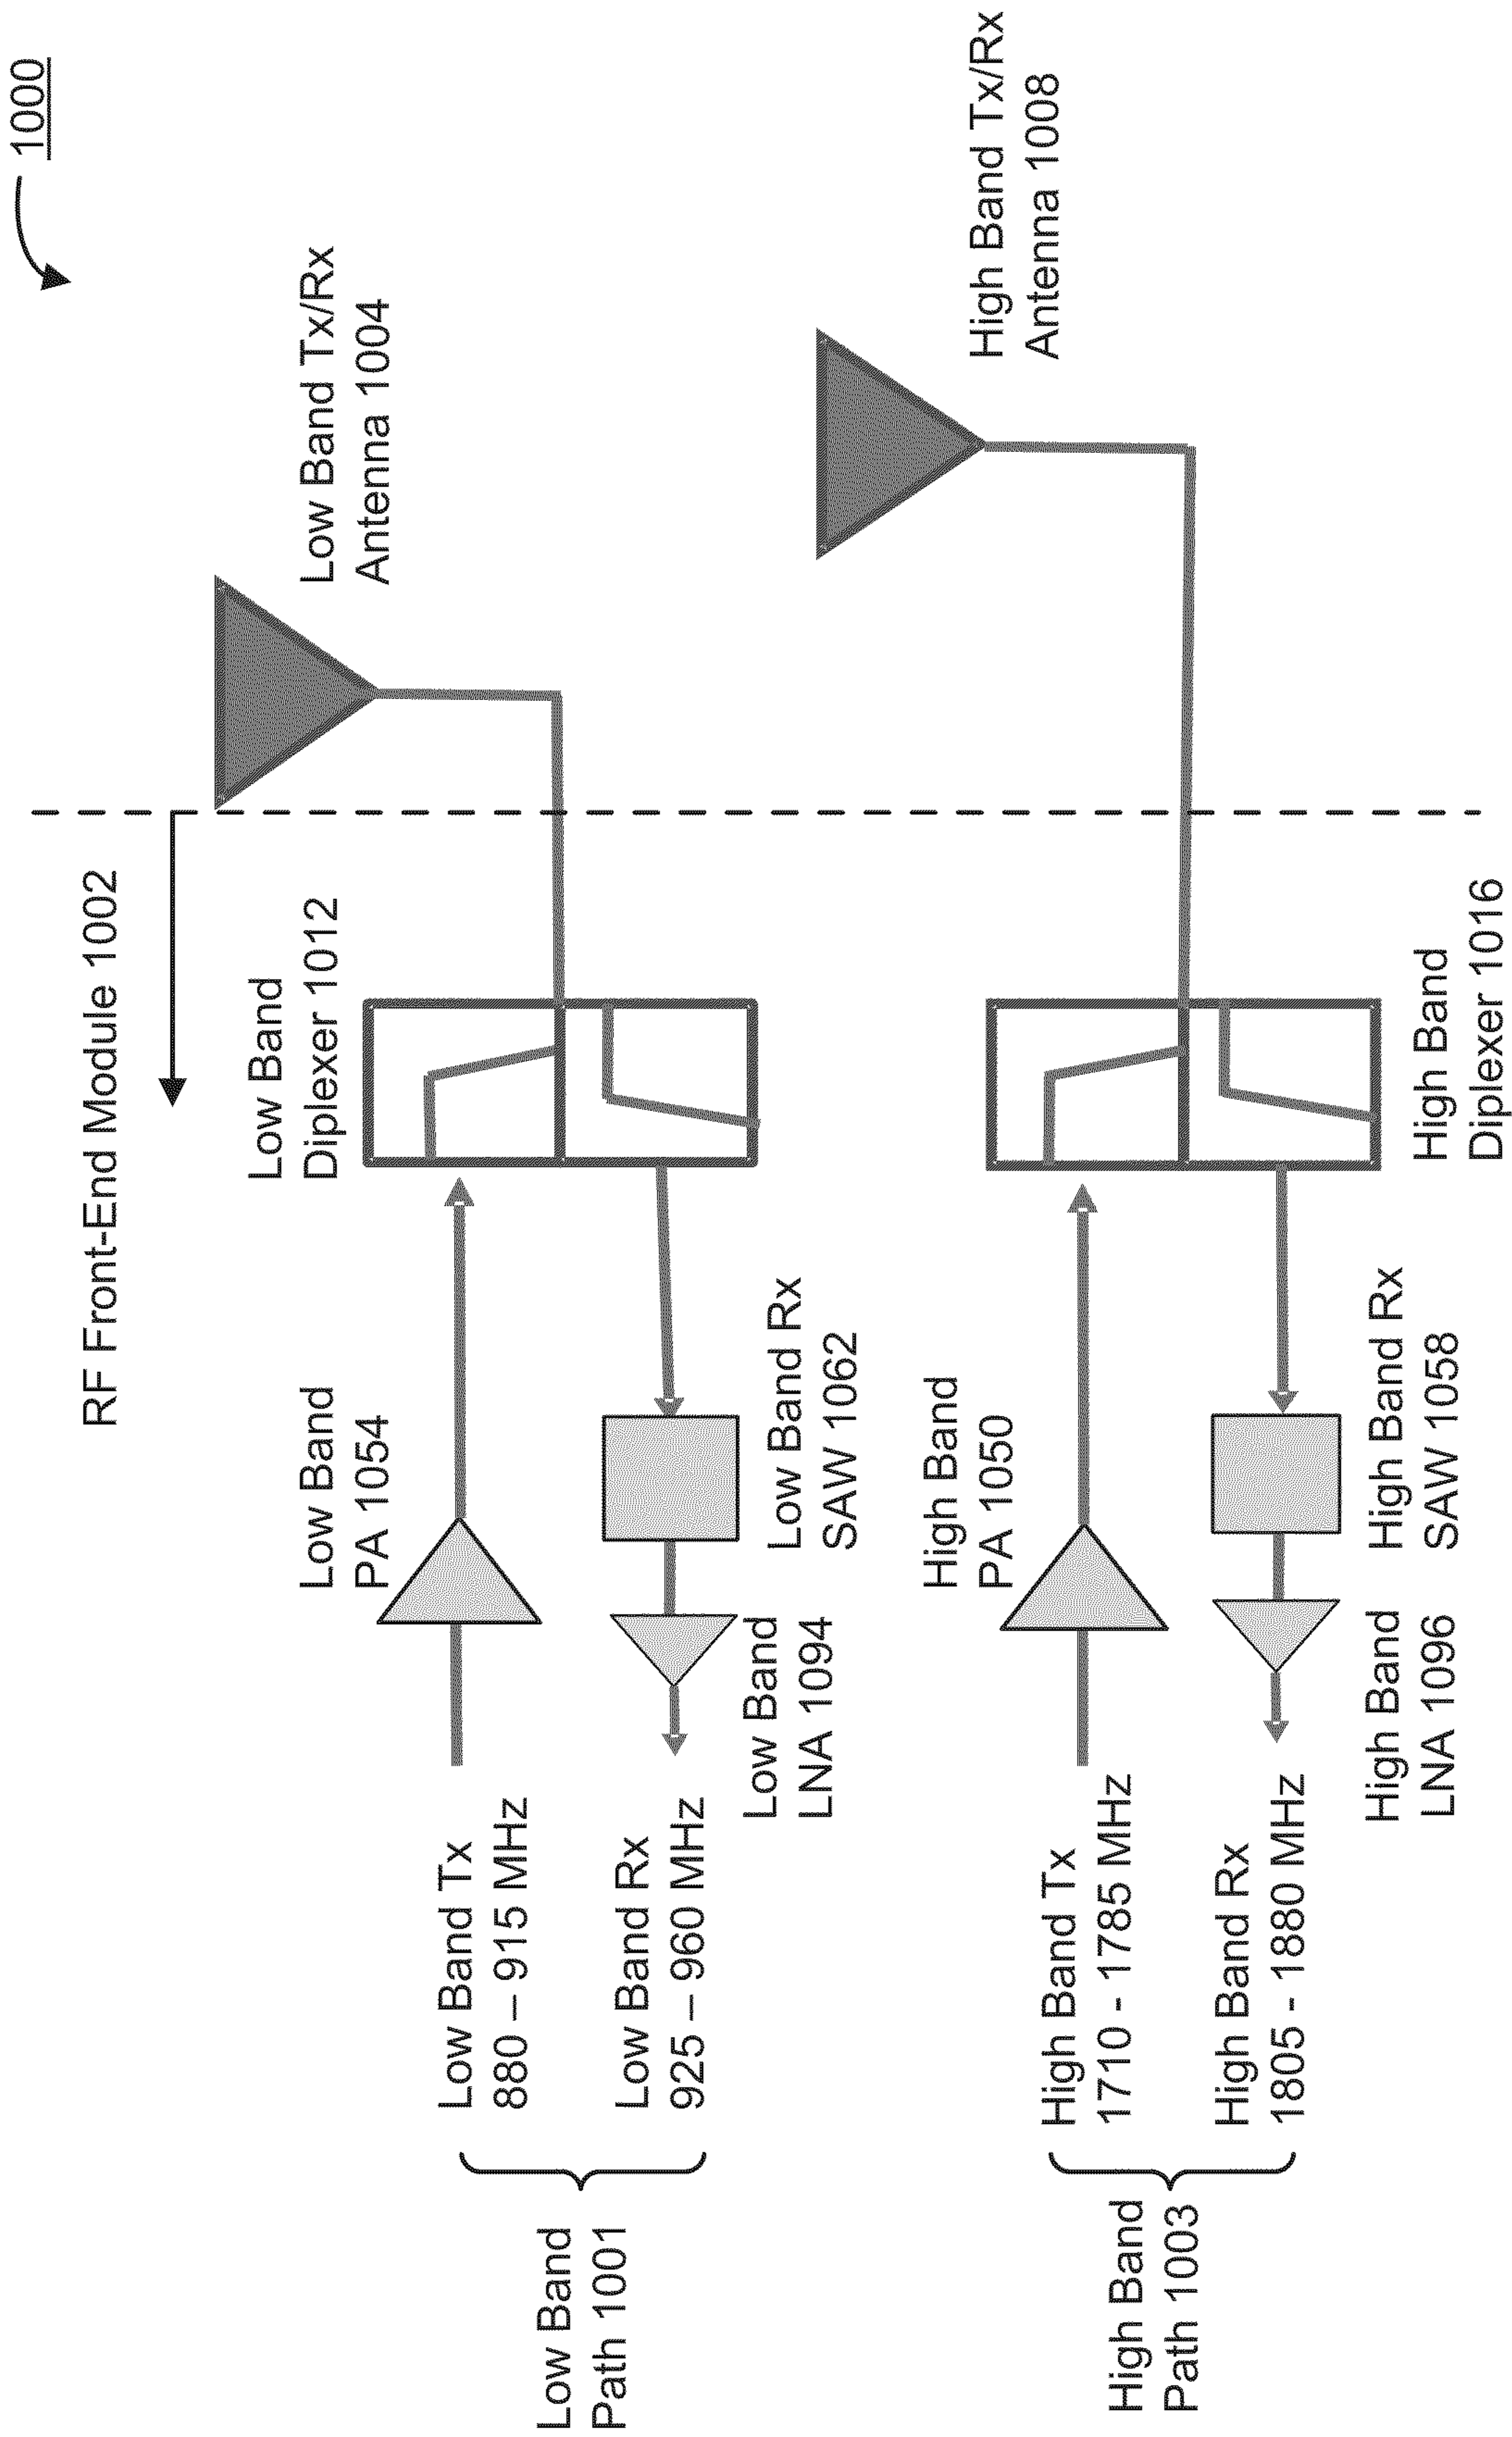 1000
RF Front-End Module 1002
Low Band Tx/Rx
Antenna 1004
Low Band
Diplexer 1012
Low Band
PA 1054
Low Band Tx
880 – 915 MHz
Low Band Rx
925 – 960 MHz
Low Band
Path 1001
Low Band Rx
SAW 1062
Low Band
LNA 1094
High Band Tx/Rx
Antenna 1008
High Band
PA 1050
High Band Tx
1710 - 1785 MHz
High Band Rx
1805 - 1880 MHz
High Band
Path 1003
High Band
Diplexer 1016
High Band Rx
SAW 1058
High Band
LNA 1096